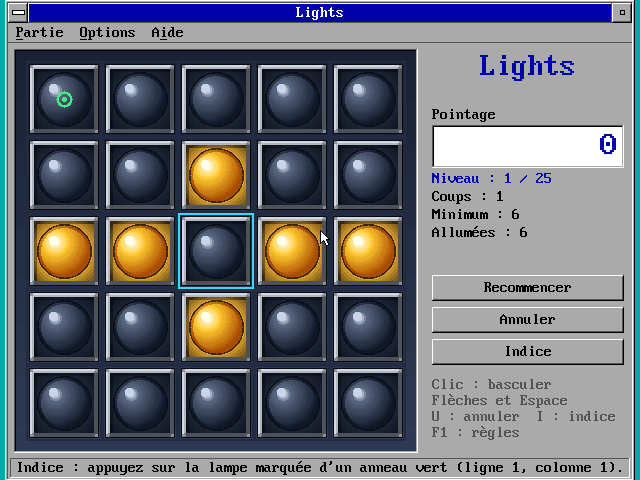 Lights
Partie Options Aide
Lights
Pointage
0
Niveau : 1 / 25
Coups : 1
Minimum : 6
Allumées : 6
Recommencer
Annuler
Indice
Clic : basculer
Flèches et Espace
U : annuler I : indice
F1 : règles
Indice : appuyez sur la lampe marquée d'un anneau vert (ligne 1, colonne 1).